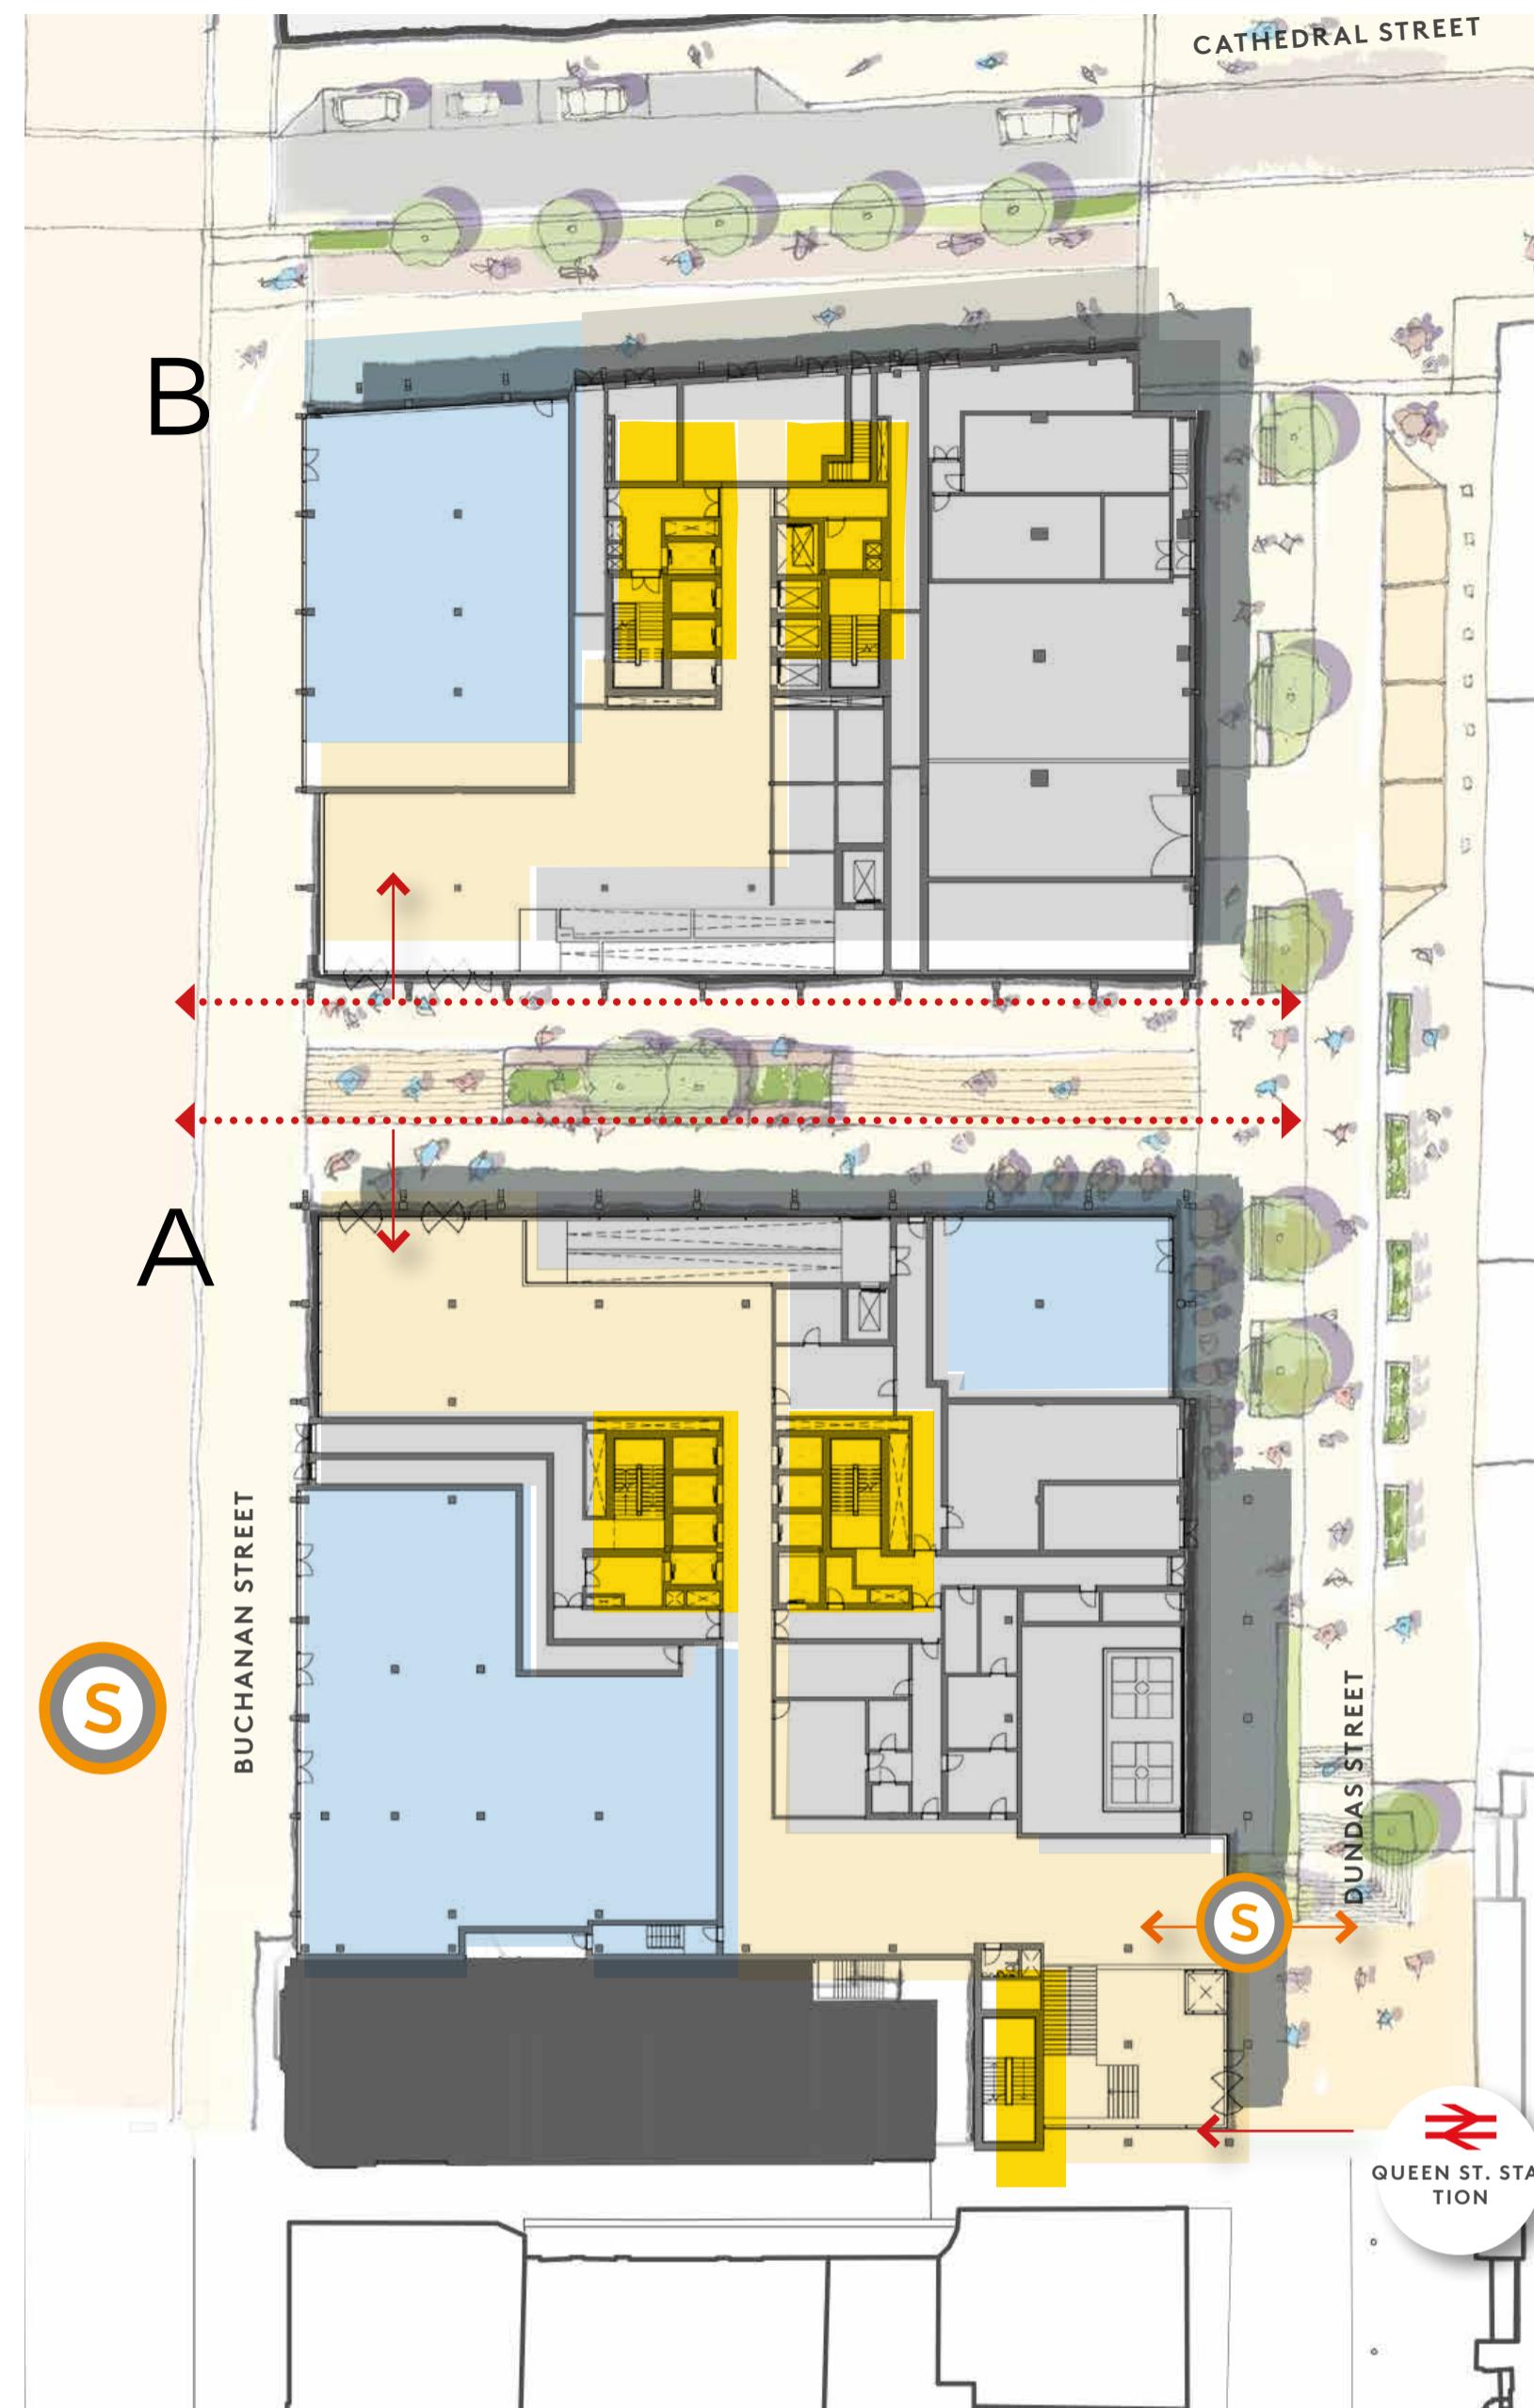 CATHEDRAL STREET
B
A
BUCHANAN STREET
S
DUNDAS STREET
S
QUEEN ST. STA
TION